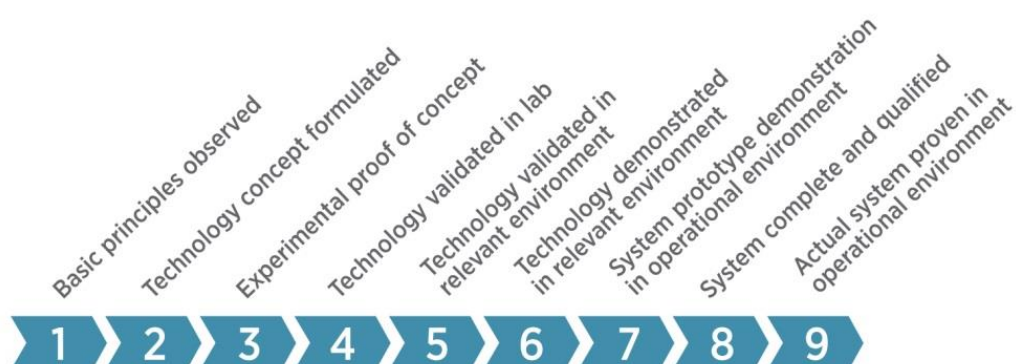 Basic principles observed
Technology concept formulated
Experimental proof of concept
Technology validated in lab
Technology validated in
relevant environment
Technology demonstrated
in relevant environment
System prototype demonstration
in operational environment
System complete and qualified
Actual system proven in
operational environment
1 2 3 4 5 6 7 8 9